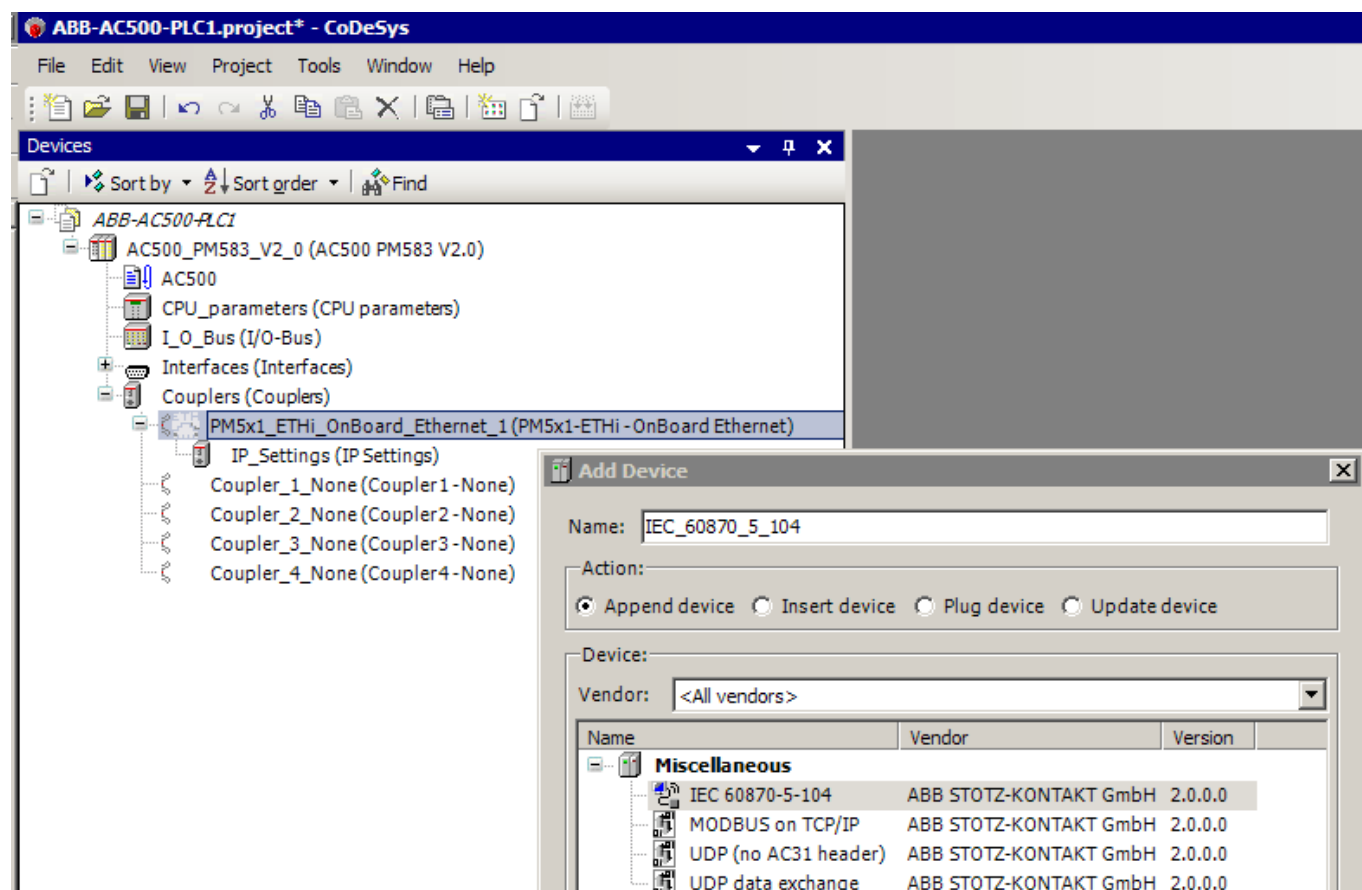 ABB-AC500-PLC1.project* - CoDeSys
File Edit View Project Tools Window Help
Devices
Sort by Sort order Find
ABB-AC500-PLC1
AC500_PM583_V2_0 (AC500 PM583 V2.0)
AC500
CPU_parameters (CPU parameters)
I_O_Bus (I/O-Bus)
Interfaces (Interfaces)
Couplers (Couplers)
PM5x1_ETHi_OnBoard_Ethernet_1 (PM5x1-ETHi - OnBoard Ethernet)
IP_Settings (IP Settings)
Coupler_1_None (Coupler1 - None)
Coupler_2_None (Coupler2 - None)
Coupler_3_None (Coupler3 - None)
Coupler_4_None (Coupler4 - None)
Add Device
Name: IEC_60870_5_104
Action:
Append device Insert device Plug device Update device
Device:
Vendor: <All vendors>
Name Vendor Version
Miscellaneous
IEC 60870-5-104 ABB STOTZ-KONTAKT GmbH 2.0.0.0
MODBUS on TCP/IP ABB STOTZ-KONTAKT GmbH 2.0.0.0
UDP (no AC31 header) ABB STOTZ-KONTAKT GmbH 2.0.0.0
UDP data exchange ABB STOTZ-KONTAKT GmbH 2.0.0.0